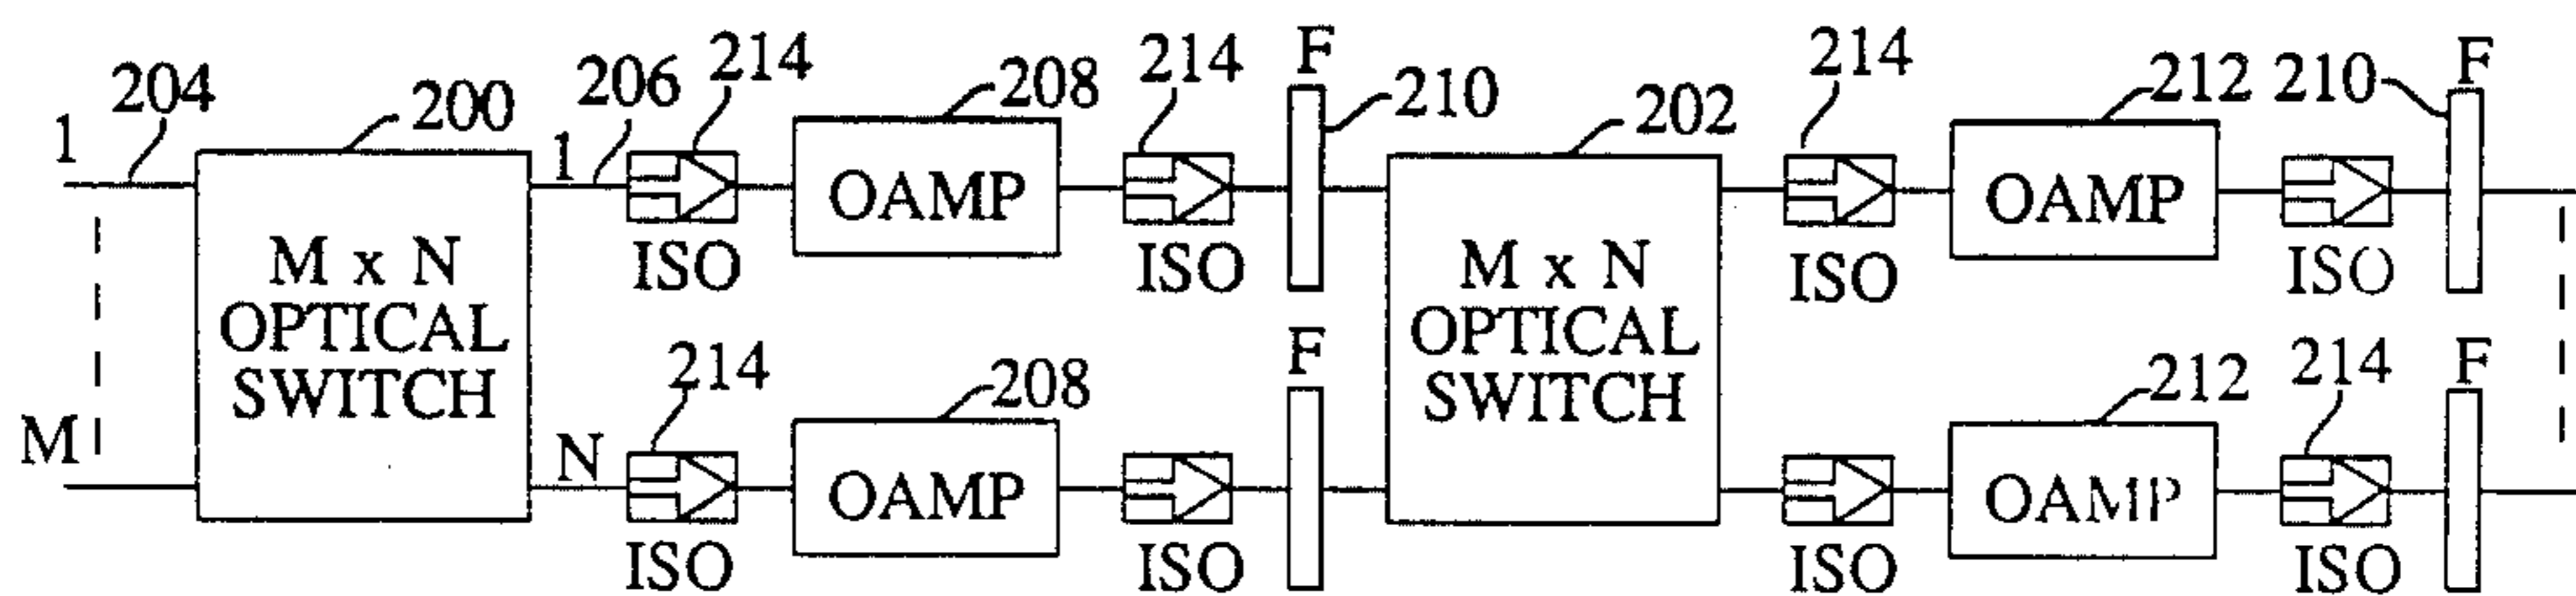 214 214 F 214 F
204 200 206 208 210 202 212 210
1 1
OAMP OAMP
M x N ISO ISO M x N ISO ISO
OPTICAL OPTICAL
SWITCH SWITCH
214 208 F 212 214 F
M N
OAMP OAMP
ISO ISO ISO ISO